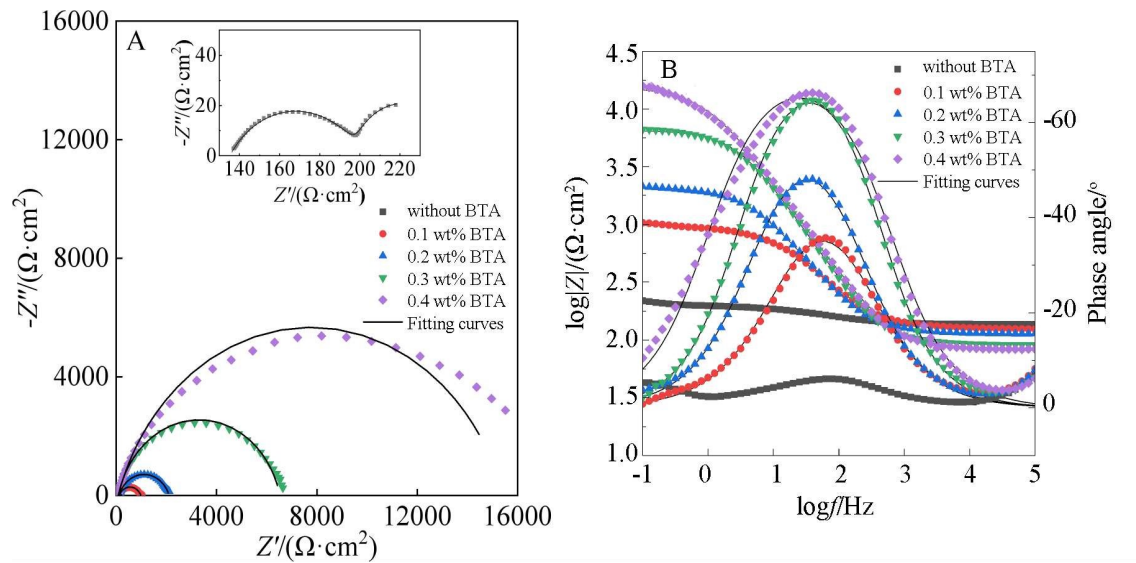 A
16000
12000
8000
4000
0
-Z″/(Ω·cm²)
0
4000
8000
12000
16000
Z′/(Ω·cm²)
40
20
0
-Z″/(Ω·cm²)
140
160
180
200
220
Z′/(Ω·cm²)
without BTA
0.1 wt% BTA
0.2 wt% BTA
0.3 wt% BTA
0.4 wt% BTA
Fitting curves
B
4.5
4.0
3.5
3.0
2.5
2.0
1.5
1.0
log|Z|/(Ω·cm²)
-1
0
1
2
3
4
5
logf/Hz
-60
-40
-20
0
Phase angle/°
without BTA
0.1 wt% BTA
0.2 wt% BTA
0.3 wt% BTA
0.4 wt% BTA
Fitting curves